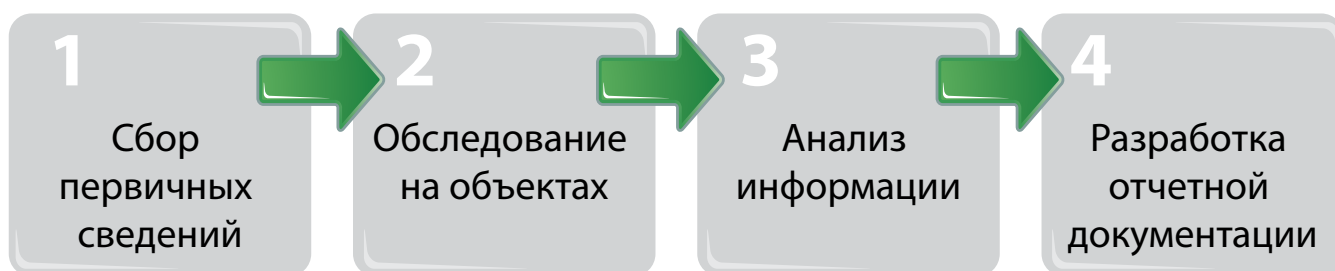 1
Сбор
первичных
сведений
2
Обследование
на объектах
3
Анализ
информации
4
Разработка
отчетной
документации